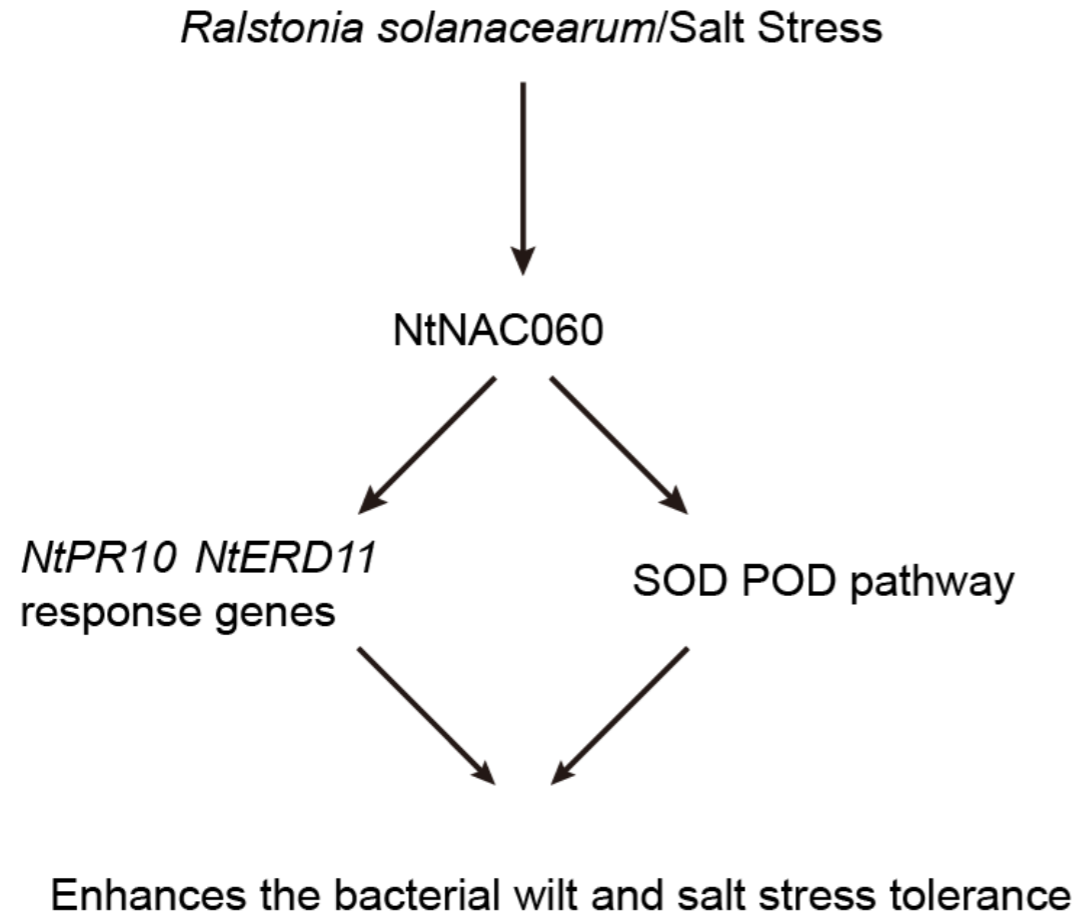 Ralstonia solanacearum/Salt Stress
NtNAC060
NtPR10 NtERD11
response genes
SOD POD pathway
Enhances the bacterial wilt and salt stress tolerance